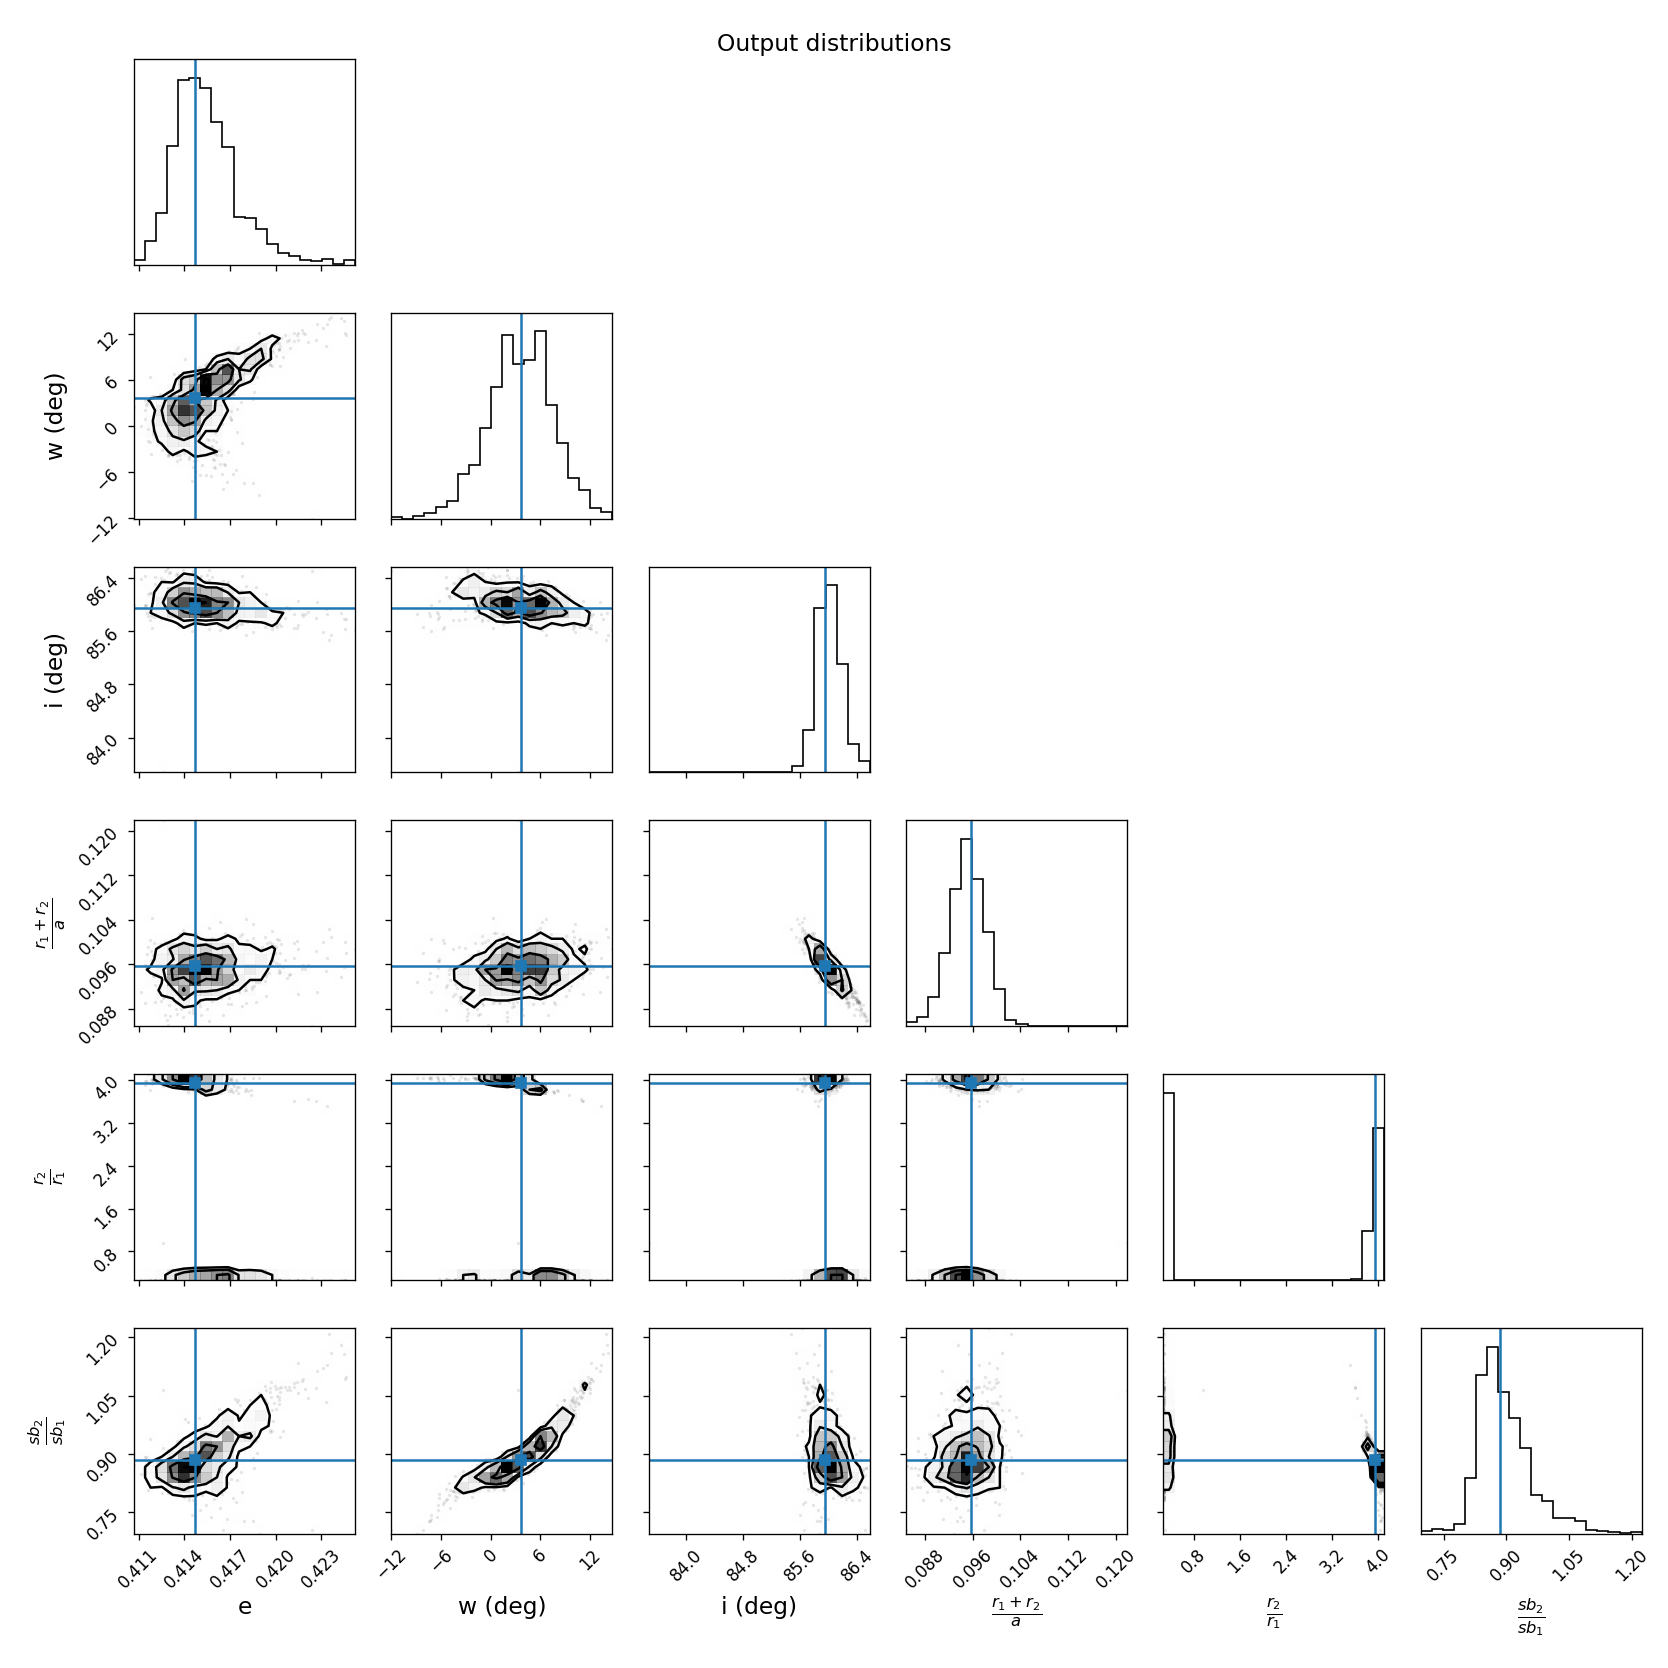 Output distributions
w (deg)
12
6
0
−6
−12
i (deg)
86.4
85.6
84.8
84.0
r₁ + r₂
a
0.120
0.112
0.104
0.096
0.088
r₂
r₁
4.0
3.2
2.4
1.6
0.8
sb₂
sb₁
1.20
1.05
0.90
0.75
0.411 0.414 0.417 0.420 0.423 −12 −6 0 6 12 84.0 84.8 85.6 86.4 0.088 0.096 0.104 0.112 0.120 0.8 1.6 2.4 3.2 4.0 0.75 0.90 1.05 1.20
e w (deg) i (deg) r₁ + r₂ r₂ sb₂
a r₁ sb₁